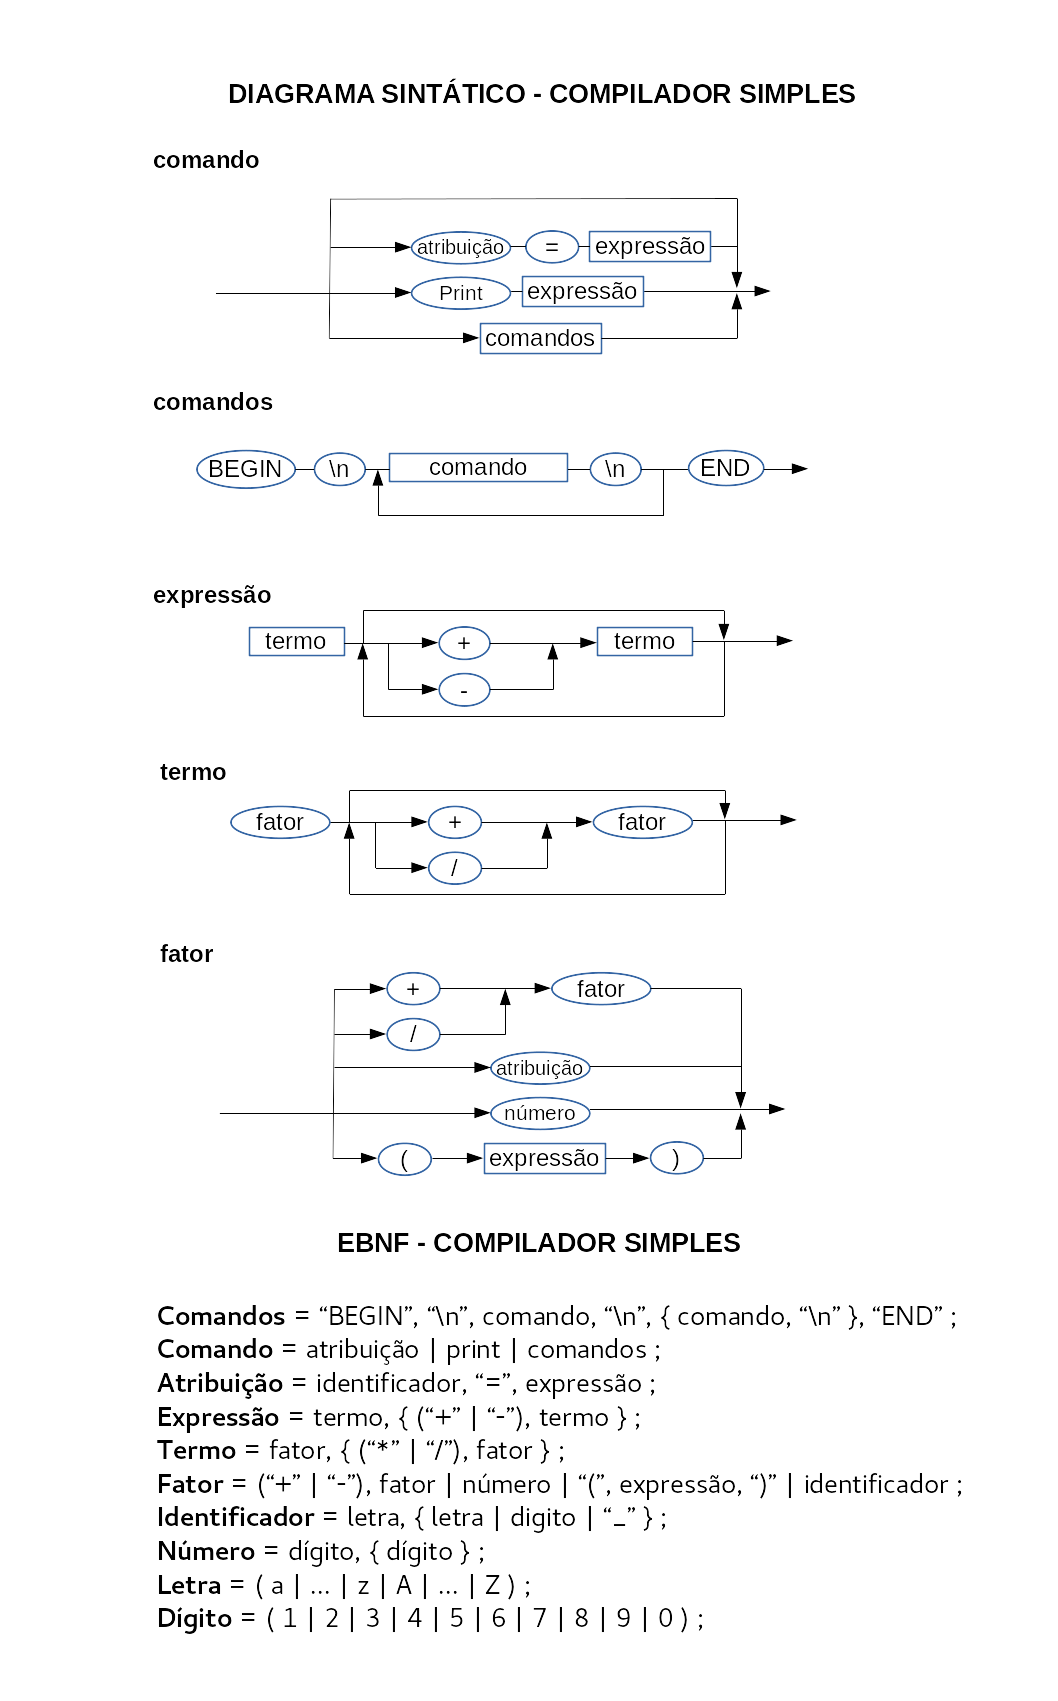 DIAGRAMA SINTÁTICO - COMPILADOR SIMPLES
comando
atribuição = expressão
Print expressão
comandos
comandos
BEGIN \n comando \n END
expressão
termo + termo
-
termo
fator + fator
/
fator
+ fator
/
atribuição
número
( expressão )
EBNF - COMPILADOR SIMPLES
Comandos = “BEGIN”, “\n”, comando, “\n”, { comando, “\n” }, “END” ;
Comando = atribuição | print | comandos ;
Atribuição = identificador, “=”, expressão ;
Expressão = termo, { (“+” | “-”), termo } ;
Termo = fator, { (“*” | “/”), fator } ;
Fator = (“+” | “-”), fator | número | “(”, expressão, “)” | identificador ;
Identificador = letra, { letra | digito | “_” } ;
Número = dígito, { dígito } ;
Letra = ( a | ... | z | A | ... | Z ) ;
Dígito = ( 1 | 2 | 3 | 4 | 5 | 6 | 7 | 8 | 9 | 0 ) ;